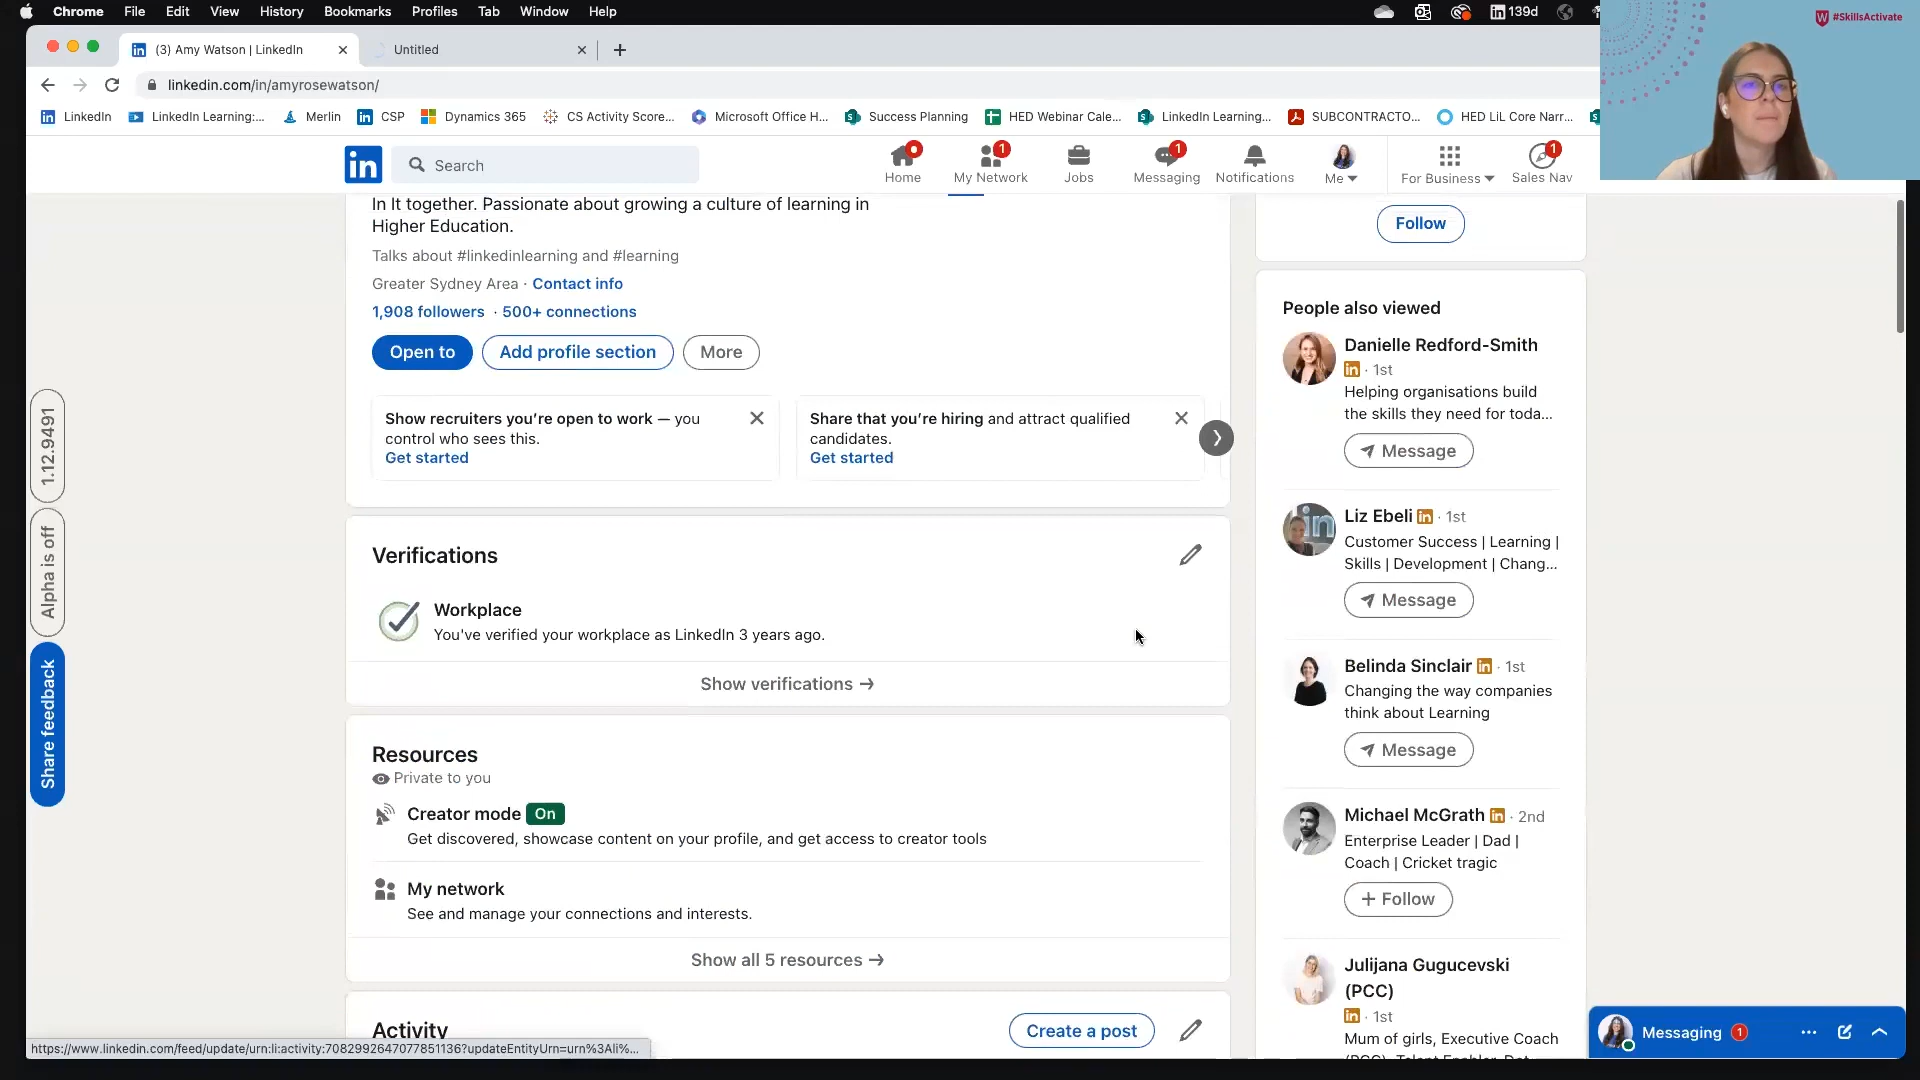 Chrome File Edit View History Bookmarks Profiles Tab Window Help
139d
#SkillsActivate
(3) Amy Watson | LinkedIn
Untitled
linkedin.com/in/amyrosewatson/
LinkedIn
LinkedIn Learning:...
Merlin
CSP
Dynamics 365
CS Activity Score...
Microsoft Office H...
Success Planning
HED Webinar Cale...
LinkedIn Learning...
SUBCONTRACTO...
HED LiL Core Narr...
in
Search
Home
1
My Network
Jobs
1
Messaging
Notifications
Me
For Business
1
Sales Nav
In It together. Passionate about growing a culture of learning in
Higher Education.
Talks about #linkedinlearning and #learning
Greater Sydney Area · Contact info
1,908 followers · 500+ connections
Open to
Add profile section
More
Show recruiters you’re open to work — you
control who sees this.
Get started
Share that you’re hiring and attract qualified
candidates.
Get started
Verifications
Workplace
You've verified your workplace as LinkedIn 3 years ago.
Show verifications →
Resources
Private to you
Creator mode On
Get discovered, showcase content on your profile, and get access to creator tools
My network
See and manage your connections and interests.
Show all 5 resources →
Activity
Create a post
Follow
People also viewed
Danielle Redford-Smith
in · 1st
Helping organisations build
the skills they need for toda...
Message
Liz Ebeli in · 1st
Customer Success | Learning |
Skills | Development | Chang...
Message
Belinda Sinclair in · 1st
Changing the way companies
think about Learning
Message
Michael McGrath in · 2nd
Enterprise Leader | Dad |
Coach | Cricket tragic
+ Follow
Julijana Gugucevski
(PCC)
in · 1st
Mum of girls, Executive Coach
Messaging 1
1.12.9491
Alpha is off
Share feedback
https://www.linkedin.com/feed/update/urn:li:activity:7082992647077851136?updateEntityUrn=urn%3Ali%...